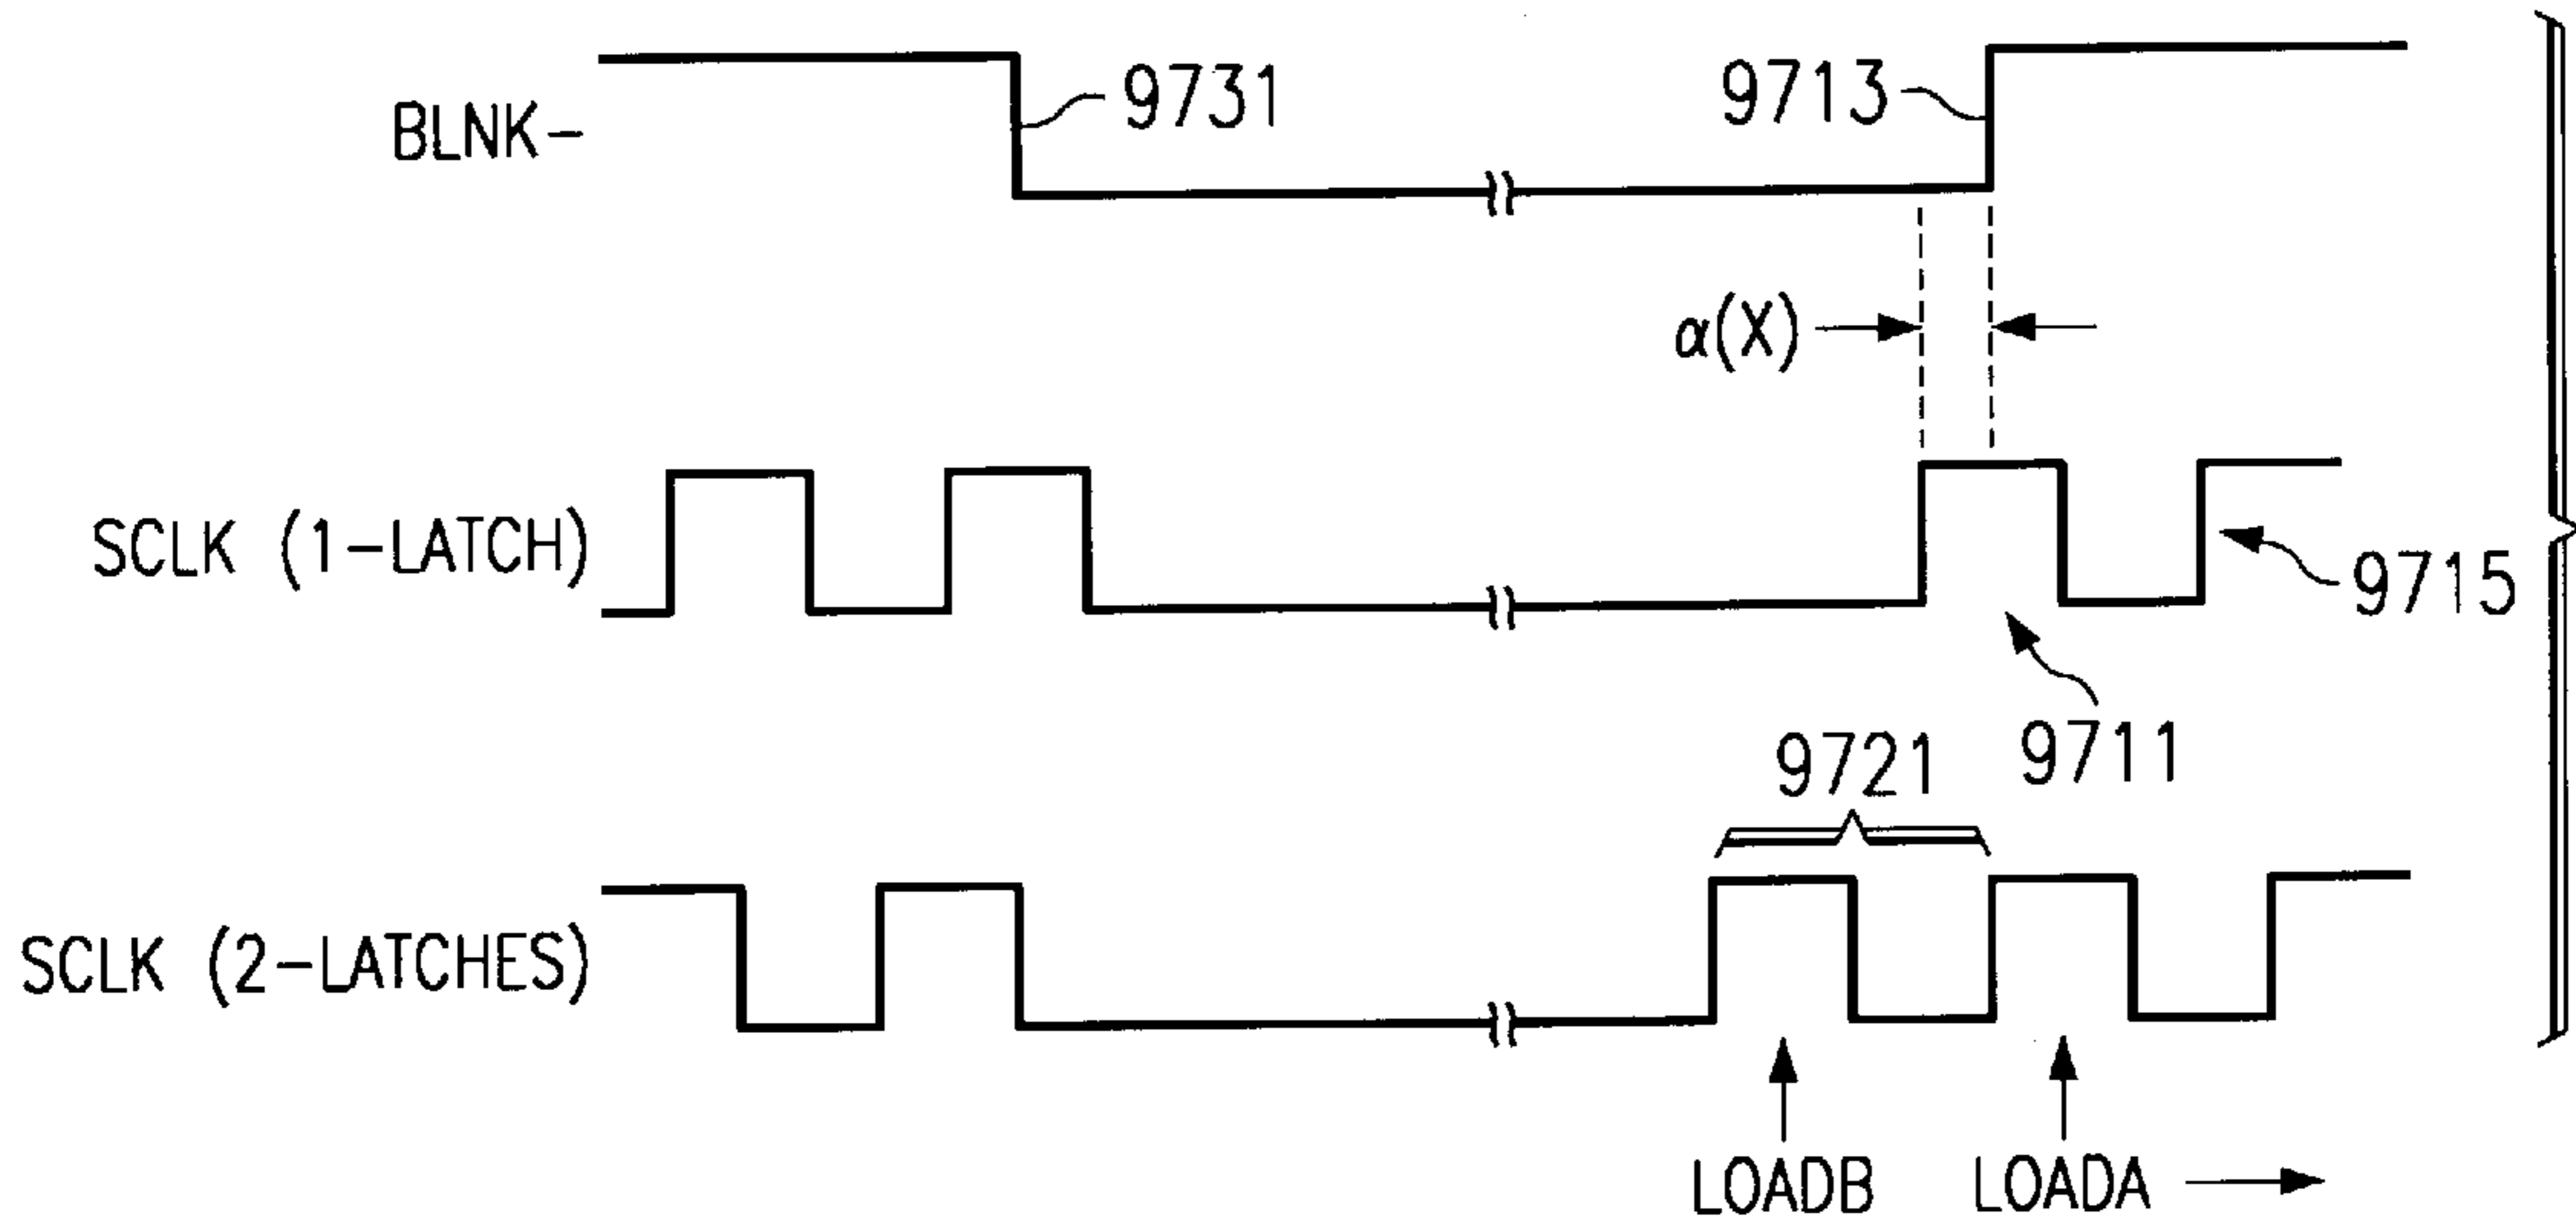 BLNK-
9731
9713
α(X)
SCLK (1-LATCH)
9715
9711
9721
SCLK (2-LATCHES)
LOADB
LOADA